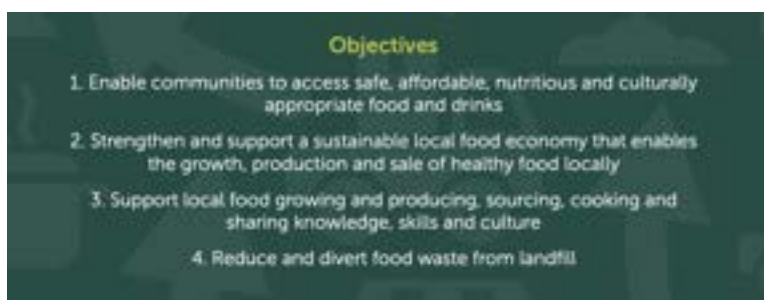 Objectives
1. Enable communities to access safe, affordable, nutritious and culturally
appropriate food and drinks
2. Strengthen and support a sustainable local food economy that enables
the growth, production and sale of healthy food locally
3. Support local food growing and producing, sourcing, cooking and
sharing knowledge, skills and culture
4. Reduce and divert food waste from landfill